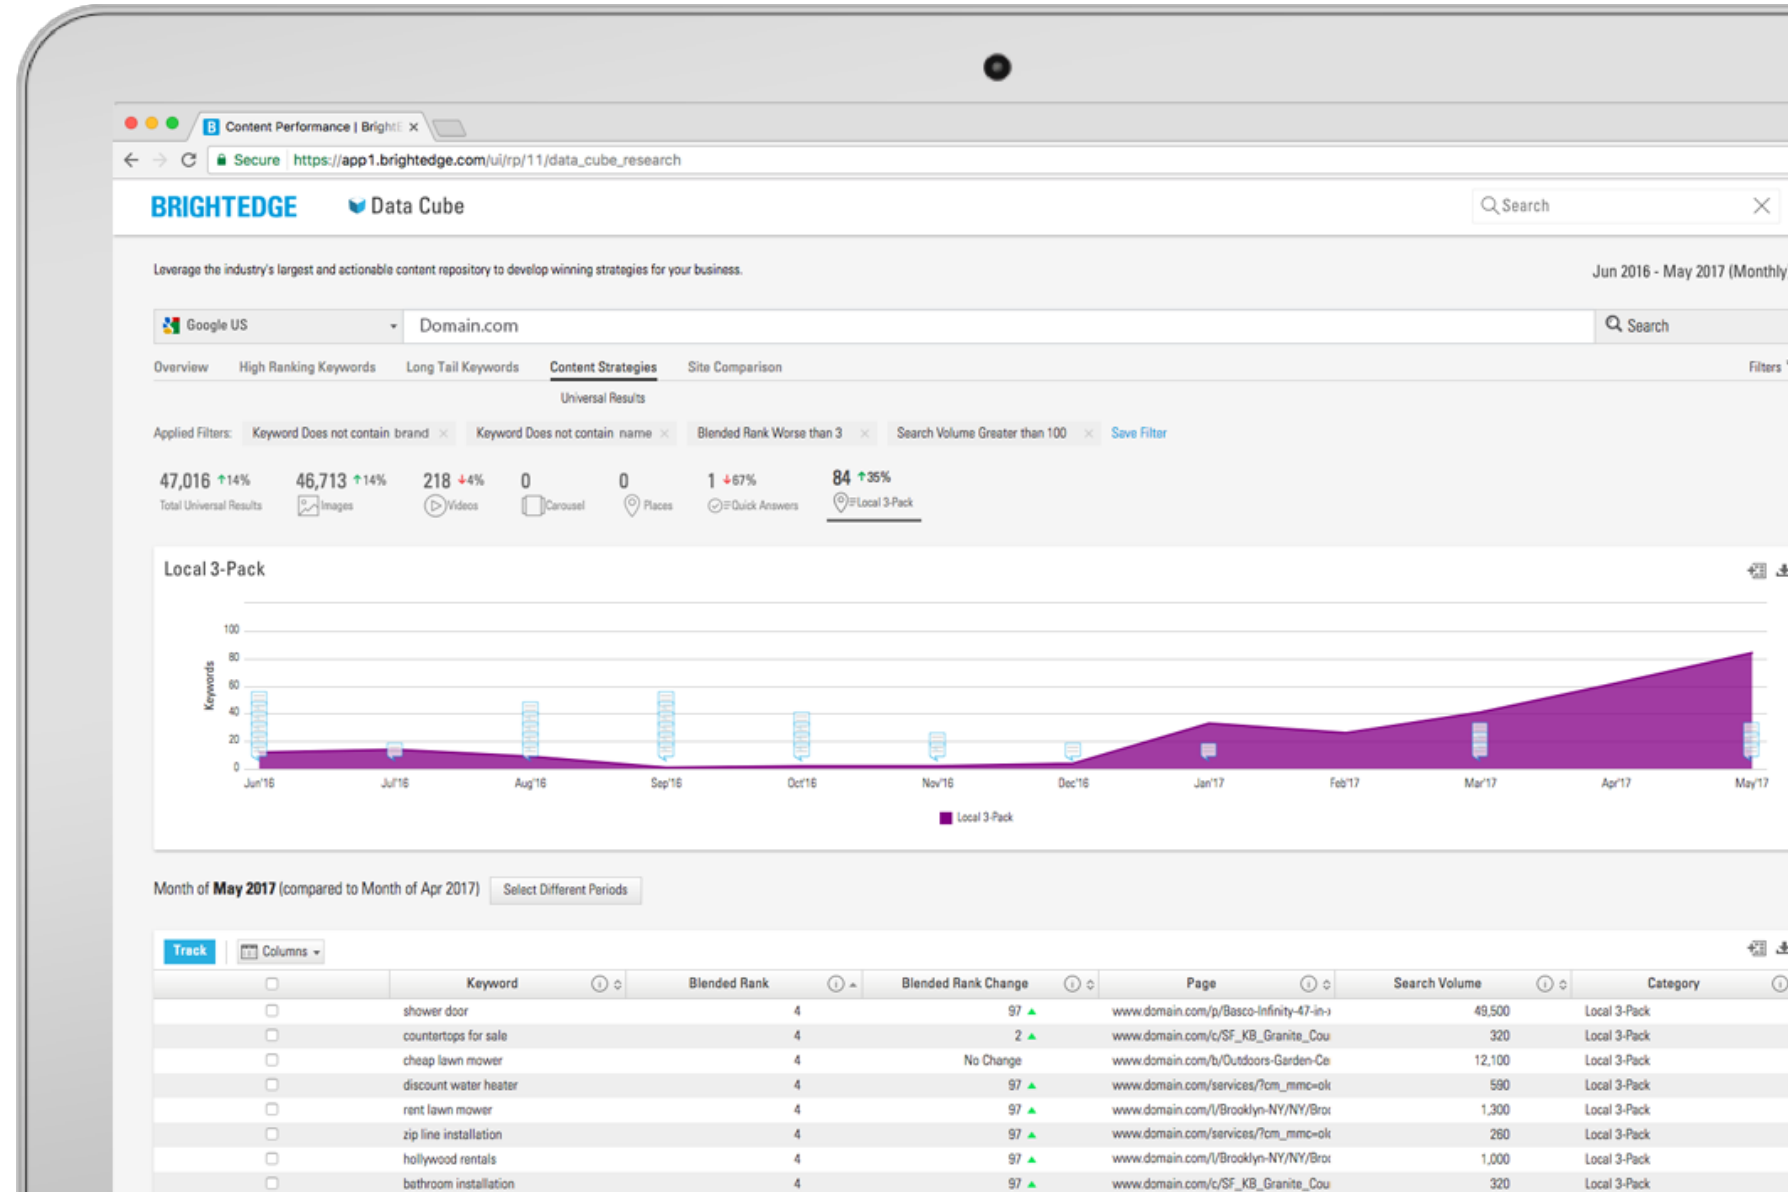 B Content Performance | BrightE ×
Secure https://app1.brightedge.com/ui/rp/11/data_cube_research
BRIGHTEDGE Data Cube Search
Leverage the industry's largest and actionable content repository to develop winning strategies for your business.
Jun 2016 - May 2017 (Monthly
Google US Domain.com Search
Overview High Ranking Keywords Long Tail Keywords Content Strategies Site Comparison Filters
Universal Results
Applied Filters: Keyword Does not contain brand × Keyword Does not contain name × Blended Rank Worse than 3 × Search Volume Greater than 100 × Save Filter
47,016 ↑14% 46,713 ↑14% 218 ↓4% 0 0 1 ↓67% 84 ↑35%
Total Universal Results Images Videos Carousel Places Quick Answers Local 3-Pack
Local 3-Pack
Keywords
100
80
60
40
20
0
Jun'16 Jul'16 Aug'16 Sep'16 Oct'16 Nov'16 Dec'16 Jan'17 Feb'17 Mar'17 Apr'17 May'17
Local 3-Pack
Month of May 2017 (compared to Month of Apr 2017) Select Different Periods
Track Columns
Keyword Blended Rank Blended Rank Change Page Search Volume Category
shower door 4 97 ▲ www.domain.com/p/Basco-Infinity-47-in- 49,500 Local 3-Pack
countertops for sale 4 2 ▲ www.domain.com/c/SF_KB_Granite_Cou 320 Local 3-Pack
cheap lawn mower 4 No Change www.domain.com/b/Outdoors-Garden-Ce 12,100 Local 3-Pack
discount water heater 4 97 ▲ www.domain.com/services/?cm_mmc=ol 590 Local 3-Pack
rent lawn mower 4 97 ▲ www.domain.com/l/Brooklyn-NY/NY/Bro 1,300 Local 3-Pack
zip line installation 4 97 ▲ www.domain.com/services/?cm_mmc=ol 260 Local 3-Pack
hollywood rentals 4 97 ▲ www.domain.com/l/Brooklyn-NY/NY/Bro 1,000 Local 3-Pack
bathroom installation 4 97 ▲ www.domain.com/c/SF_KB_Granite_Cou 320 Local 3-Pack